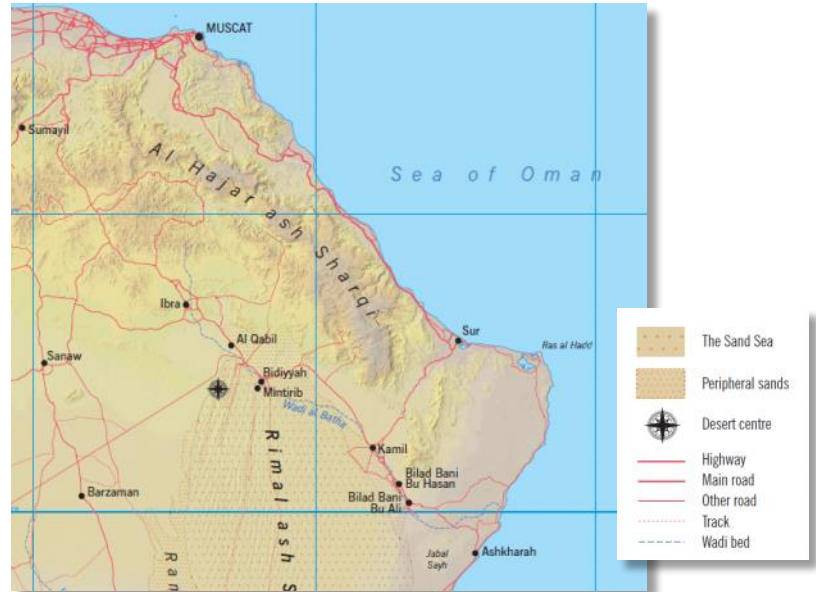 MUSCAT
Sumayil
Al Hajar ash Sharqi
Sea of Oman
Ibra
Sur
Al Qabil
Ras al Hadd
Sanaw
Bidiyyah
Mintirib
Wadi al Batha
Kamil
Rimal ash S
Bilad Bani
Bu Hasan
Barzaman
Bilad Bani
Bu Ali
Jabal
Sayh
Ashkharah
Ran
The Sand Sea
Peripheral sands
Desert centre
Highway
Main road
Other road
Track
Wadi bed